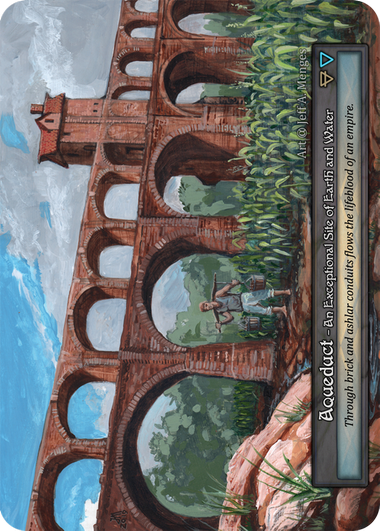 Art @ Jeff A. Menges
Aqueduct – An Exceptional Site of Earth and Water
Through brick and ashlar conduits flows the lifeblood of an empire.